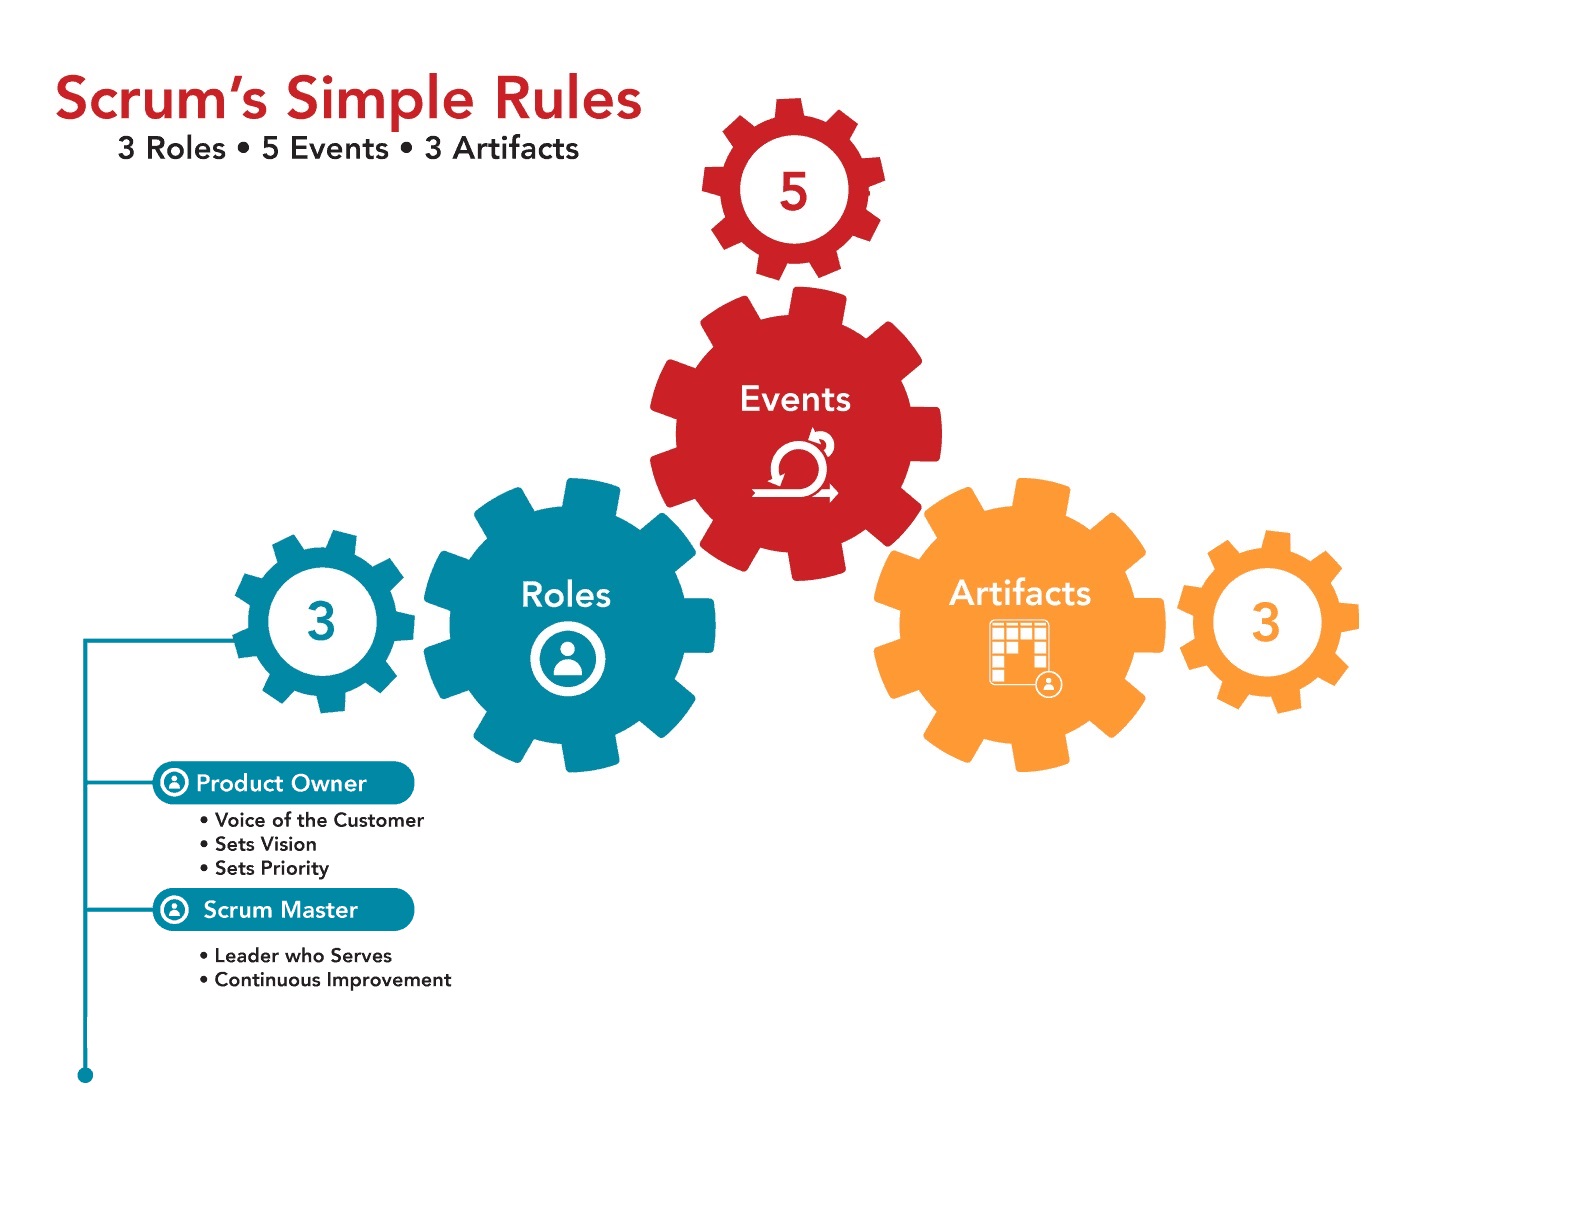 Scrum’s Simple Rules
3 Roles • 5 Events • 3 Artifacts
5
Events
Roles
3
Artifacts
3
Product Owner
• Voice of the Customer
• Sets Vision
• Sets Priority
Scrum Master
• Leader who Serves
• Continuous Improvement